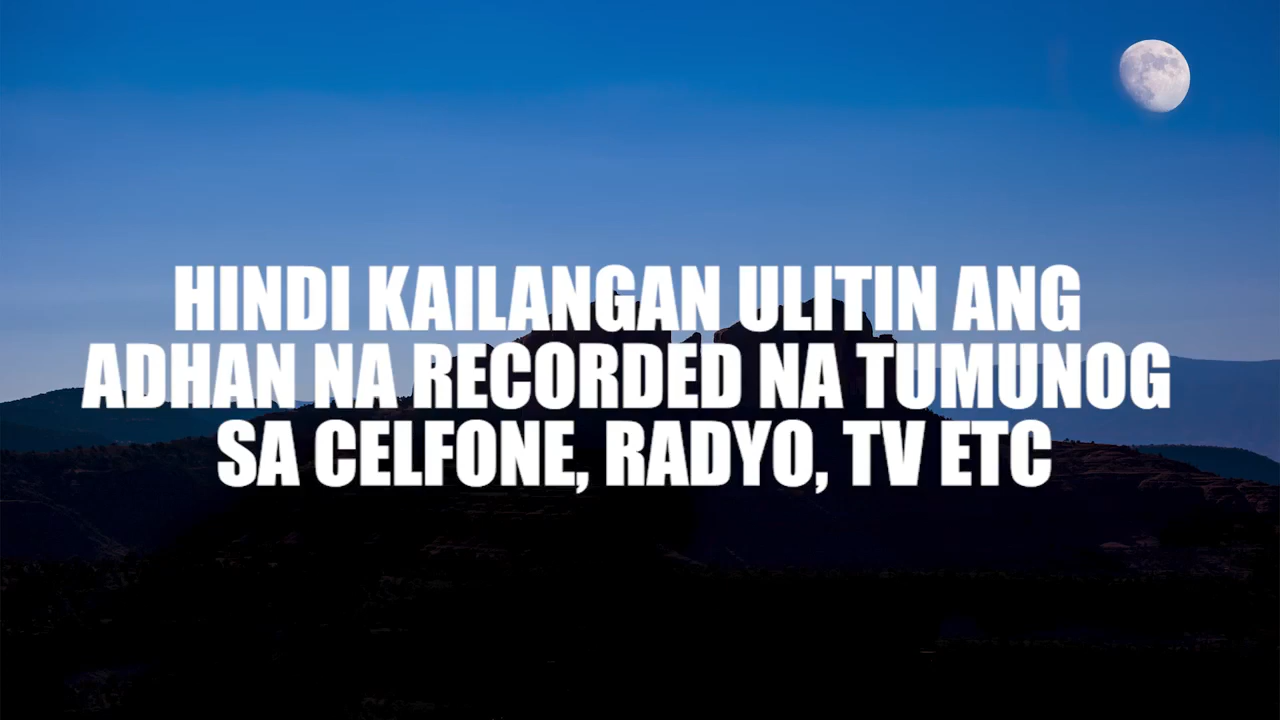 HINDI KAILANGAN ULITIN ANG
ADHAN NA RECORDED NA TUMUNOG
SA CELFONE, RADYO, TV ETC